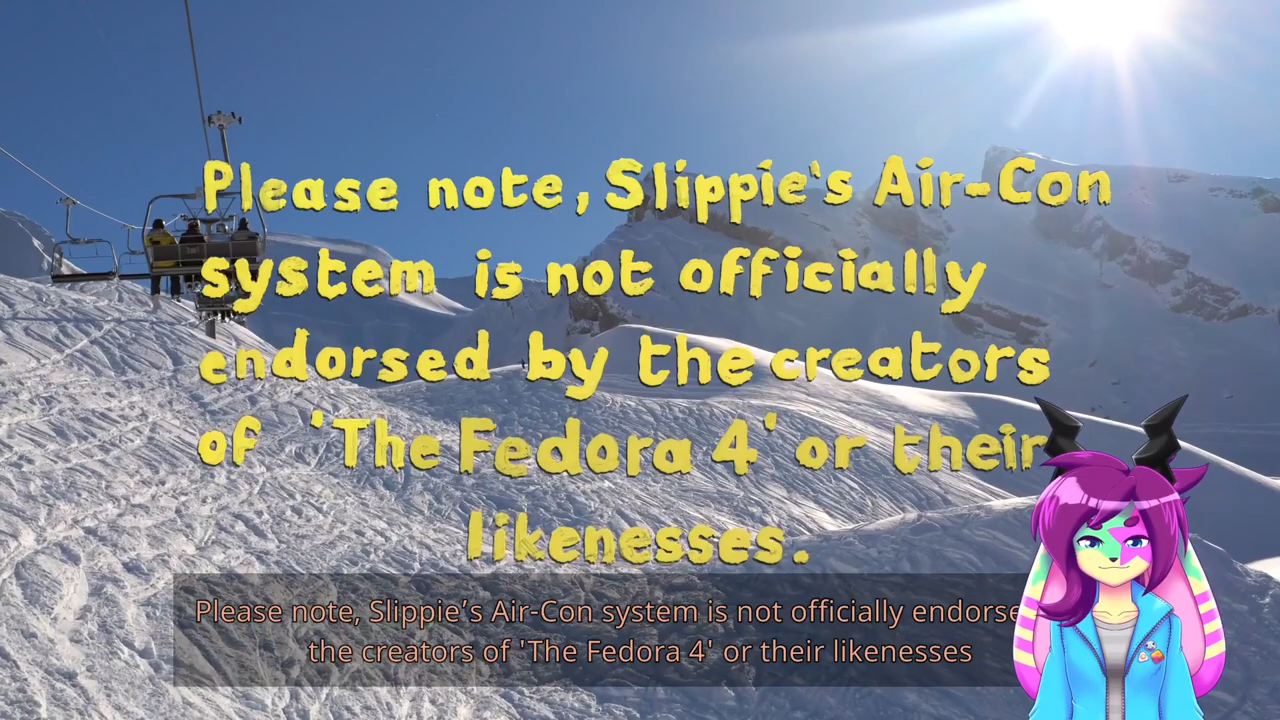 Please note, Slippie's Air-Con
system is not officially
endorsed by the creators
of 'The Fedora 4' or their
likenesses.
Please note, Slippie's Air-Con system is not officially
the creators of 'The Fedora 4' or their likenesses